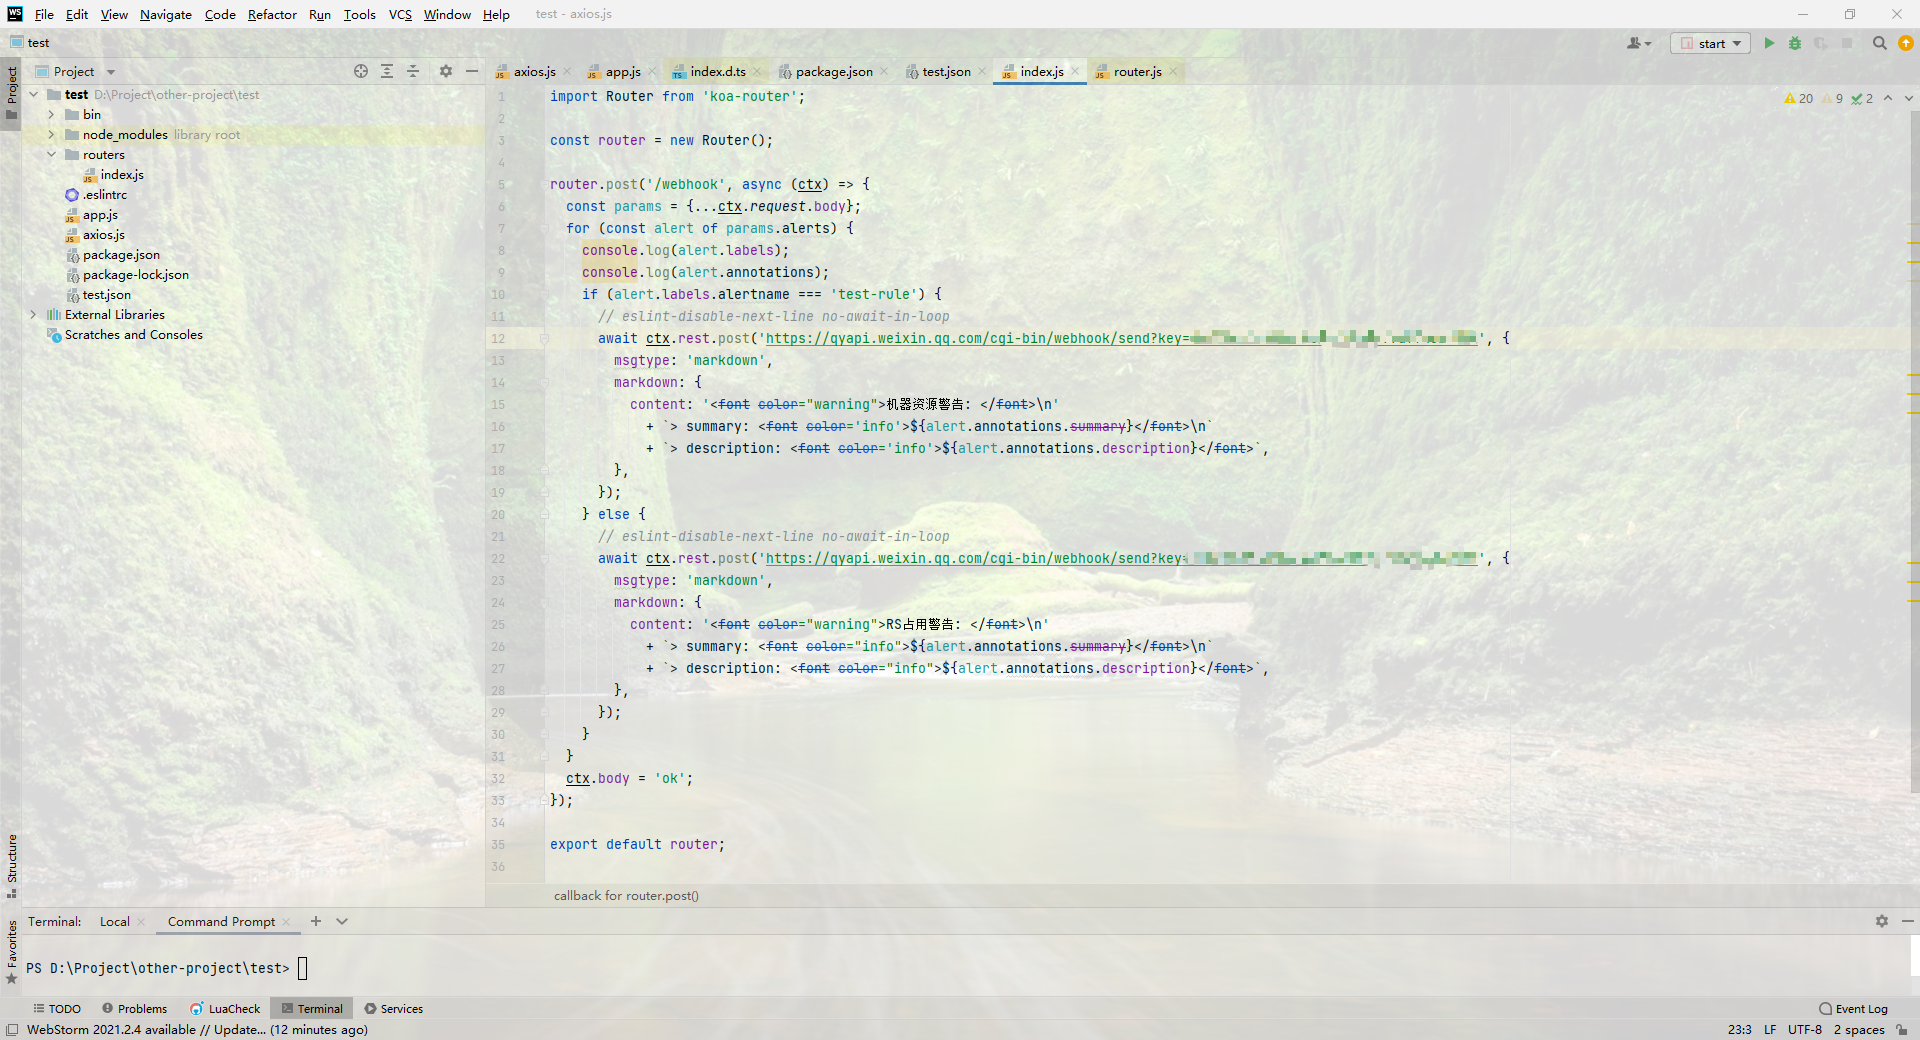 File Edit View Navigate Code Refactor Run Tools VCS Window Help test - axios.js
test
start
Project
Project
axios.js app.js index.d.ts package.json test.json index.js router.js
test D:\Project\other-project\test
bin
node_modules library root
routers
index.js
.eslintrc
app.js
axios.js
package.json
package-lock.json
test.json
External Libraries
Scratches and Consoles
20 9 2
1 import Router from 'koa-router';
2
3 const router = new Router();
4
5 router.post('/webhook', async (ctx) => {
6 const params = {...ctx.request.body};
7 for (const alert of params.alerts) {
8 console.log(alert.labels);
9 console.log(alert.annotations);
10 if (alert.labels.alertname === 'test-rule') {
11 // eslint-disable-next-line no-await-in-loop
12 await ctx.rest.post('https://qyapi.weixin.qq.com/cgi-bin/webhook/send?key= ', {
13 msgtype: 'markdown',
14 markdown: {
15 content: '<font color="warning">机器资源警告: </font>\n'
16 + `> summary: <font color='info'>${alert.annotations.summary}</font>\n`
17 + `> description: <font color='info'>${alert.annotations.description}</font>`,
18 },
19 });
20 } else {
21 // eslint-disable-next-line no-await-in-loop
22 await ctx.rest.post('https://qyapi.weixin.qq.com/cgi-bin/webhook/send?key= ', {
23 msgtype: 'markdown',
24 markdown: {
25 content: '<font color="warning">RS占用警告: </font>\n'
26 + `> summary: <font color="info">${alert.annotations.summary}</font>\n`
27 + `> description: <font color="info">${alert.annotations.description}</font>`,
28 },
29 });
30 }
31 }
32 ctx.body = 'ok';
33 });
34
35 export default router;
36
callback for router.post()
Structure
Favorites
Terminal: Local Command Prompt
PS D:\Project\other-project\test>
TODO Problems LuaCheck Terminal Services Event Log
WebStorm 2021.2.4 available // Update... (12 minutes ago) 23:3 LF UTF-8 2 spaces